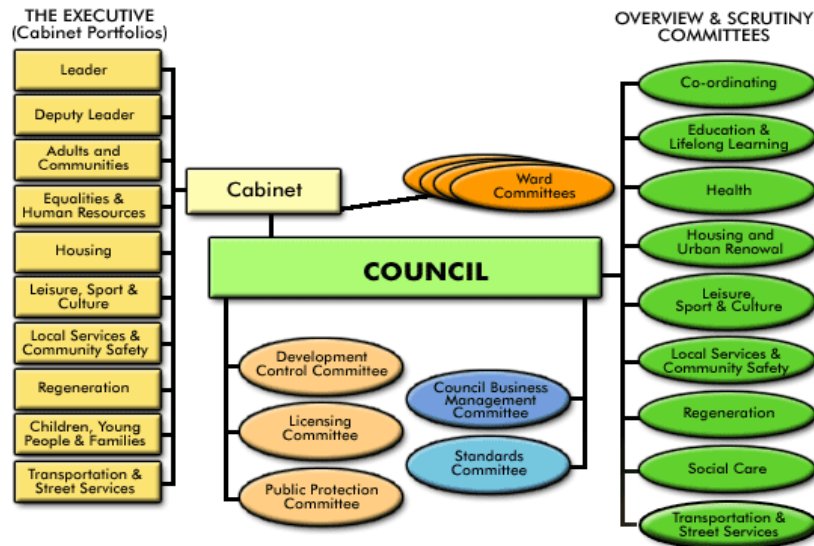 THE EXECUTIVE
(Cabinet Portfolios)
Leader
Deputy Leader
Adults and
Communities
Equalities &
Human Resources
Housing
Leisure, Sport &
Culture
Local Services &
Community Safety
Regeneration
Children, Young
People & Families
Transportation &
Street Services
Cabinet
Ward
Committees
COUNCIL
Development
Control Committee
Licensing
Committee
Public Protection
Committee
Council Business
Management
Committee
Standards
Committee
OVERVIEW & SCRUTINY
COMMITTEES
Co-ordinating
Education &
Lifelong Learning
Health
Housing and
Urban Renowal
Leisure,
Sport & Culture
Local Services &
Community Safety
Regeneration
Social Care
Transportation &
Street Services